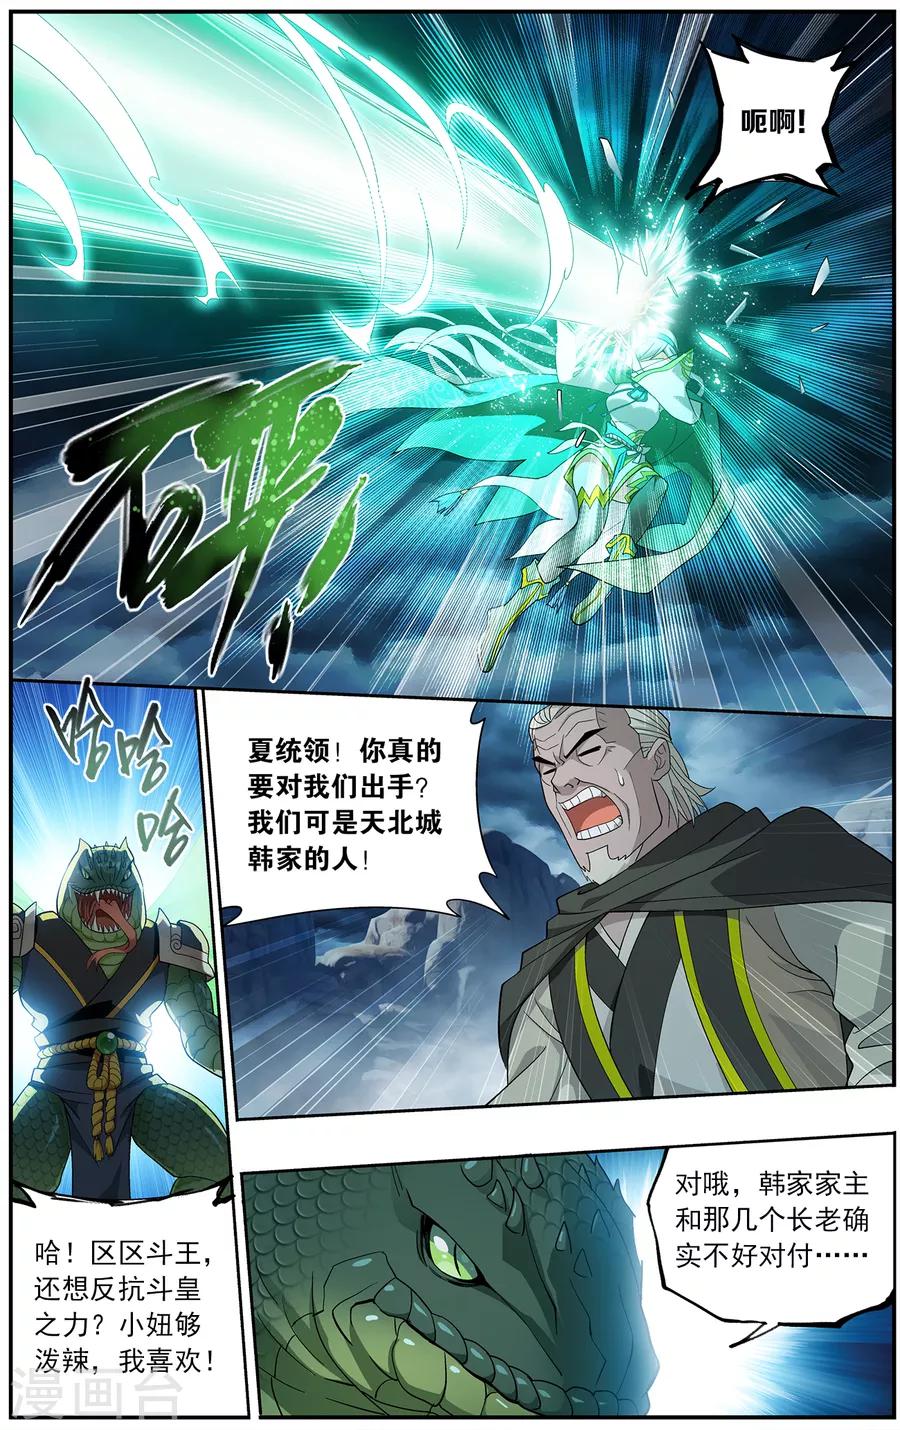 呃啊！
砰！
哈哈
哈
夏统领！你真的
要对我们出手？
我们可是天北城
韩家的人！
哈！区区斗王，
还想反抗斗皇
之力？小妞够
泼辣，我喜欢！
对哦，韩家家主
和那几个长老确
实不好对付……
漫画台